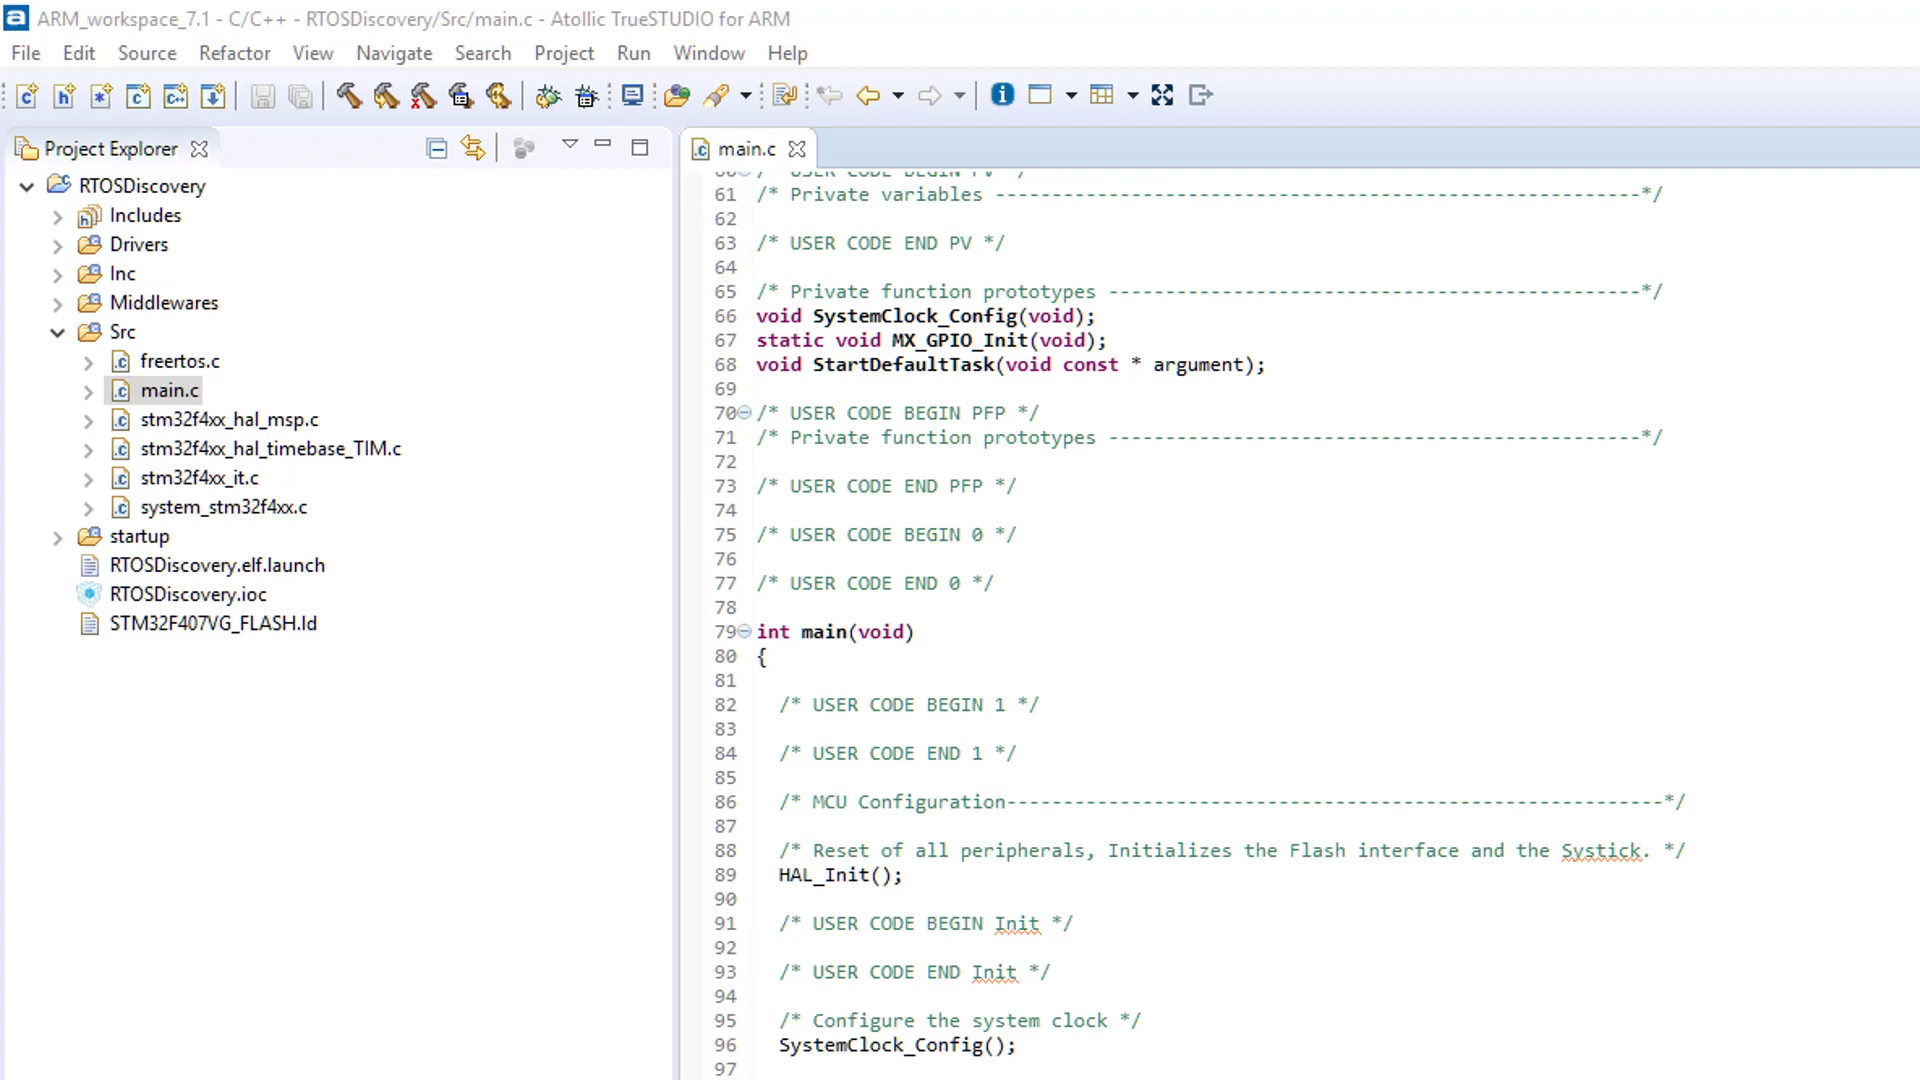 ARM_workspace_7.1 - C/C++ - RTOSDiscovery/Src/main.c - Atollic TrueSTUDIO for ARM
File Edit Source Refactor View Navigate Search Project Run Window Help
Project Explorer
RTOSDiscovery
Includes
Drivers
Inc
Middlewares
Src
freertos.c
main.c
stm32f4xx_hal_msp.c
stm32f4xx_hal_timebase_TIM.c
stm32f4xx_it.c
system_stm32f4xx.c
startup
RTOSDiscovery.elf.launch
RTOSDiscovery.ioc
STM32F407VG_FLASH.ld
main.c
60 /* USER CODE BEGIN PV */
61 /* Private variables ---------------------------------------------------------*/
62
63 /* USER CODE END PV */
64
65 /* Private function prototypes -----------------------------------------------*/
66 void SystemClock_Config(void);
67 static void MX_GPIO_Init(void);
68 void StartDefaultTask(void const * argument);
69
70 /* USER CODE BEGIN PFP */
71 /* Private function prototypes -----------------------------------------------*/
72
73 /* USER CODE END PFP */
74
75 /* USER CODE BEGIN 0 */
76
77 /* USER CODE END 0 */
78
79 int main(void)
80 {
81
82 /* USER CODE BEGIN 1 */
83
84 /* USER CODE END 1 */
85
86 /* MCU Configuration----------------------------------------------------------*/
87
88 /* Reset of all peripherals, Initializes the Flash interface and the Systick. */
89 HAL_Init();
90
91 /* USER CODE BEGIN Init */
92
93 /* USER CODE END Init */
94
95 /* Configure the system clock */
96 SystemClock_Config();
97